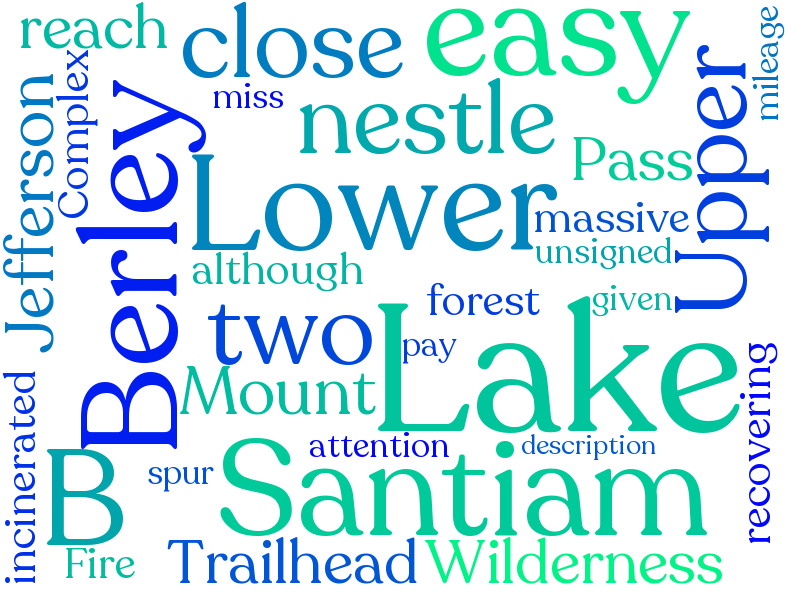 reach
close
easy
mileage
Complex
miss
nestle
Upper
Jefferson
Berley
Pass
Lower
massive
unsigned
although
forest
given
two
pay
Lake
Mount
incinerated
recovering
attention
description
B
spur
Santiam
Fire
Trailhead
Wilderness